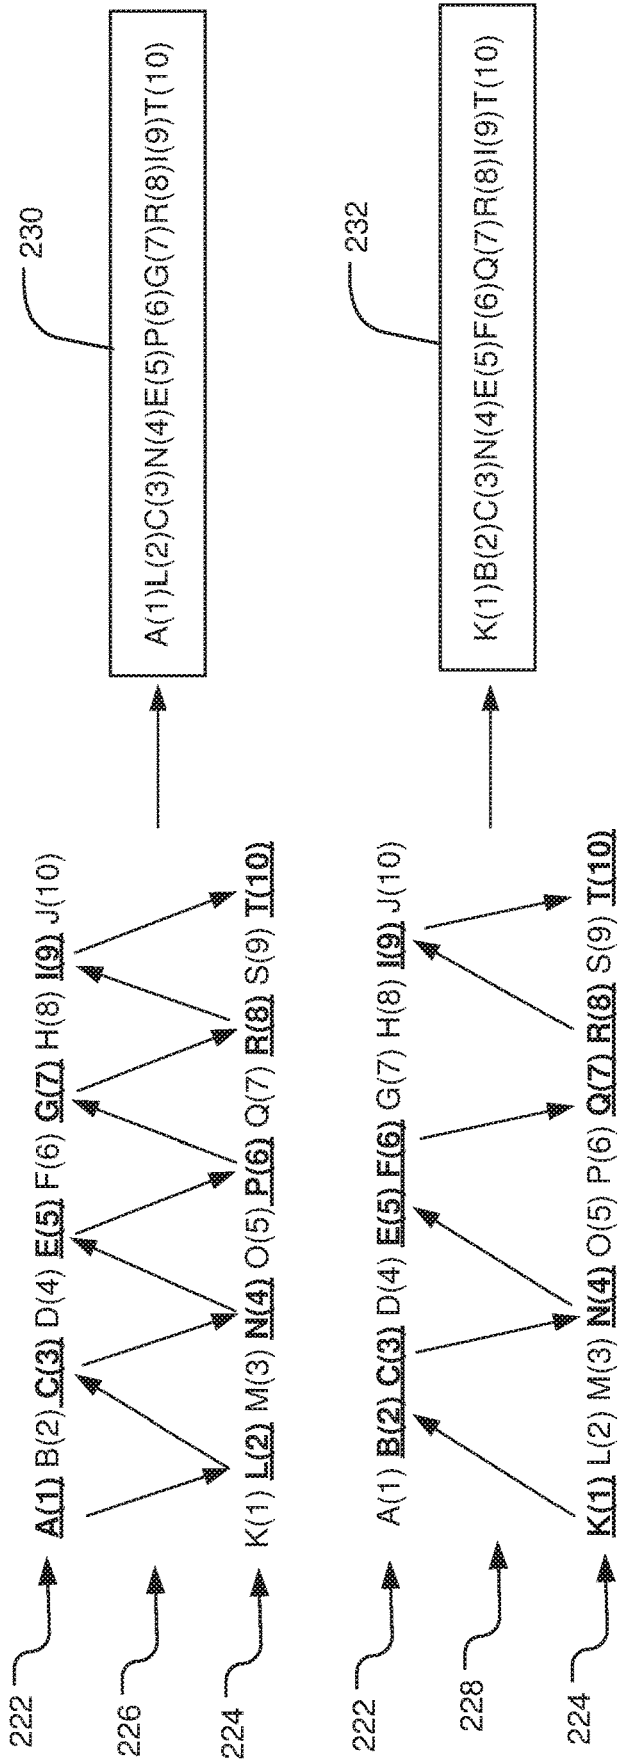 222
A(1) B(2) C(3) D(4) E(5) F(6) G(7) H(8) I(9) J(10)
226
224
K(1) L(2) M(3) N(4) O(5) P(6) Q(7) R(8) S(9) T(10)
230
A(1)L(2)C(3)N(4)E(5)P(6)G(7)R(8)I(9)T(10)
222
A(1) B(2) C(3) D(4) E(5) F(6) G(7) H(8) I(9) J(10)
228
224
K(1) L(2) M(3) N(4) O(5) P(6) Q(7) R(8) S(9) T(10)
232
K(1)B(2)C(3)N(4)E(5)F(6)Q(7)R(8)I(9)T(10)